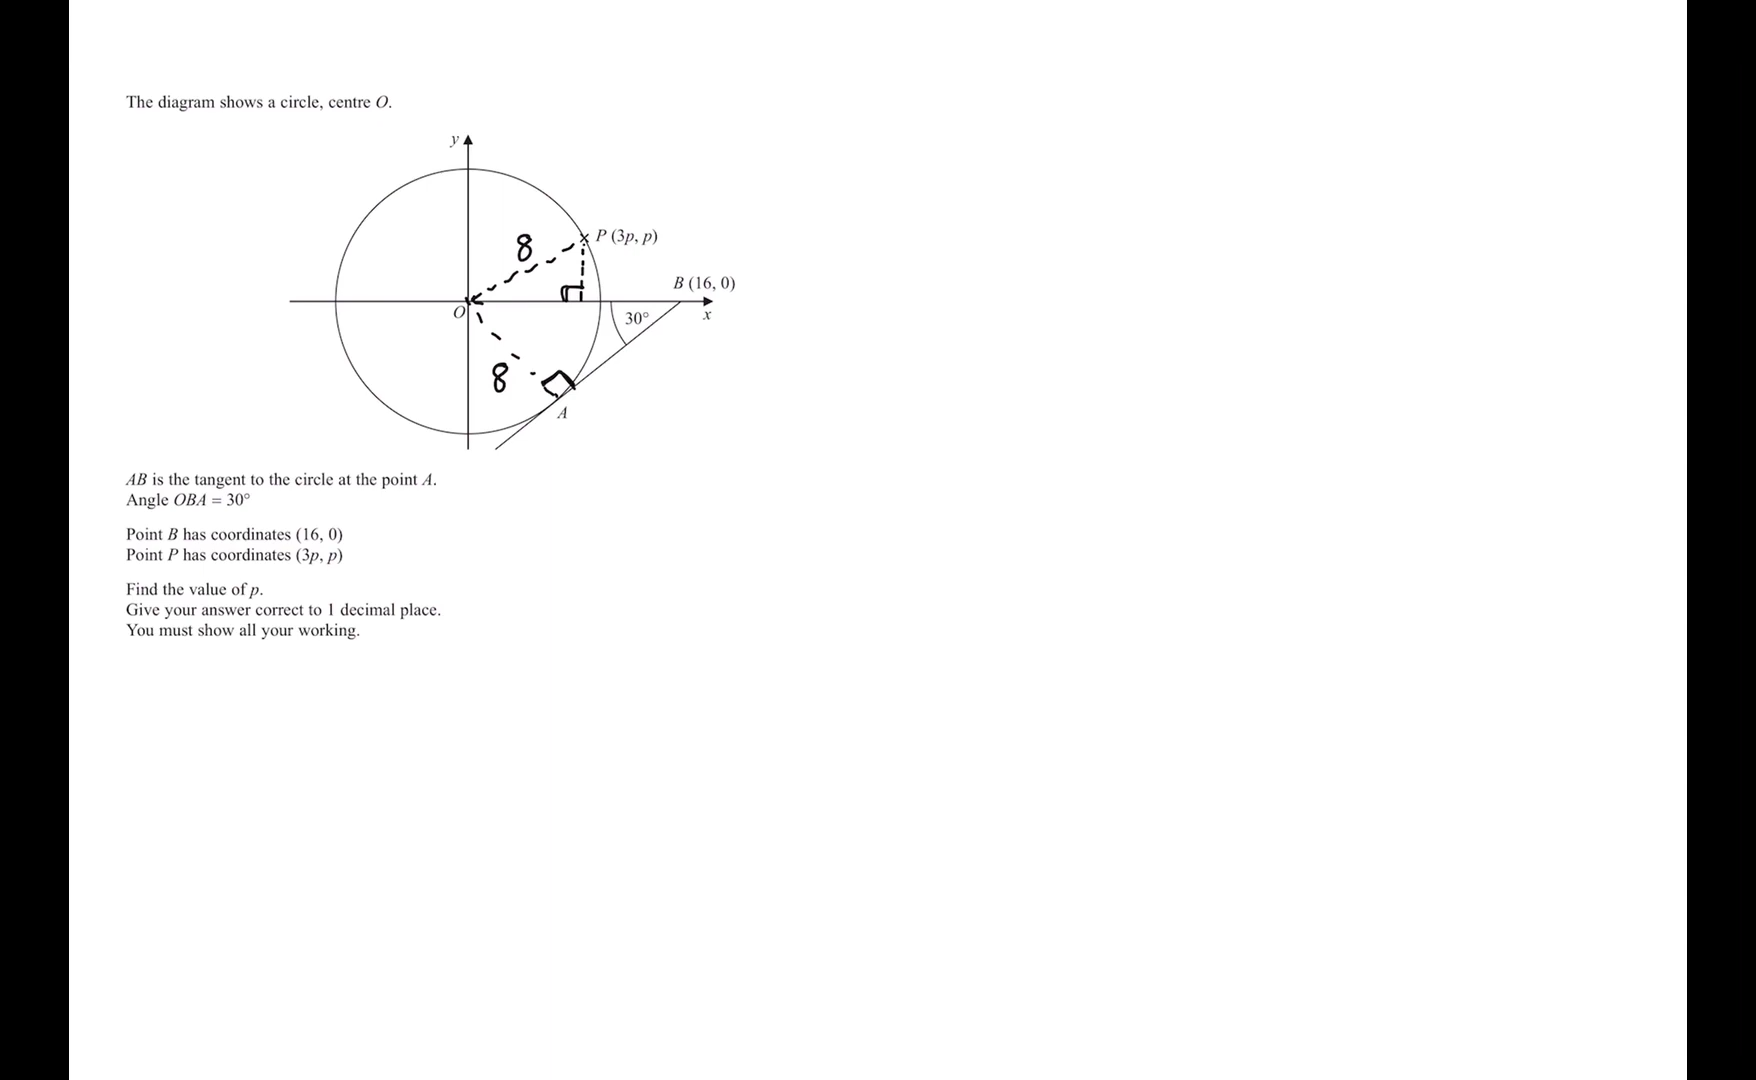 The diagram shows a circle, centre O.
y
8
P (3p, p)
B (16, 0)
O
30°
x
8
A
AB is the tangent to the circle at the point A.
Angle OBA = 30°
Point B has coordinates (16, 0)
Point P has coordinates (3p, p)
Find the value of p.
Give your answer correct to 1 decimal place.
You must show all your working.